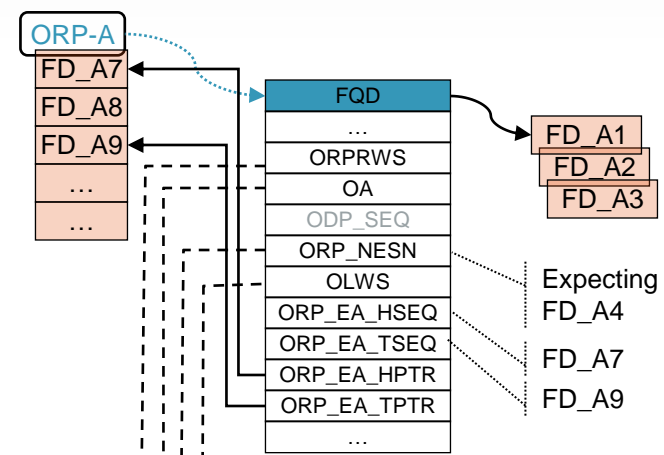 ORP-A
FD_A7
FD_A8
FD_A9
…
…
FQD
…
ORPRWS
OA
ODP_SEQ
ORP_NESN
OLWS
ORP_EA_HSEQ
ORP_EA_TSEQ
ORP_EA_HPTR
ORP_EA_TPTR
…
FD_A1
FD_A2
FD_A3
Expecting
FD_A4
FD_A7
FD_A9